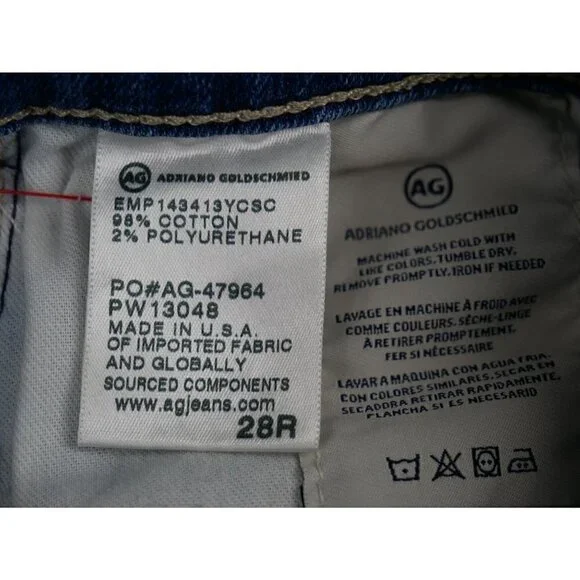 AG ADRIANO GOLDSCHMIED
EMP143413YCSC
98% COTTON
2% POLYURETHANE
PO#AG-47964
PW13048
MADE IN U.S.A.
OF IMPORTED FABRIC
AND GLOBALLY
SOURCED COMPONENTS
www.agjeans.com
28R
AG
ADRIANO GOLDSCHMIED
MACHINE WASH COLD WITH
LIKE COLORS, TUMBLE DRY,
REMOVE PROMPTLY, IRON IF NEEDED
LAVAGE EN MACHINE À FROID AVEC
COMME COULEURS. SÈCHE-LINGE
À RETIRER PROMPTEMENT.
FER SI NÉCESSAIRE
LAVAR A MAQUINA CON AGUA FRIA
CON COLORES SIMILARES, SECAR EN
SECADORA RETIRAR RAPIDAMENTE,
PLANCHA SI ES NECESARIO